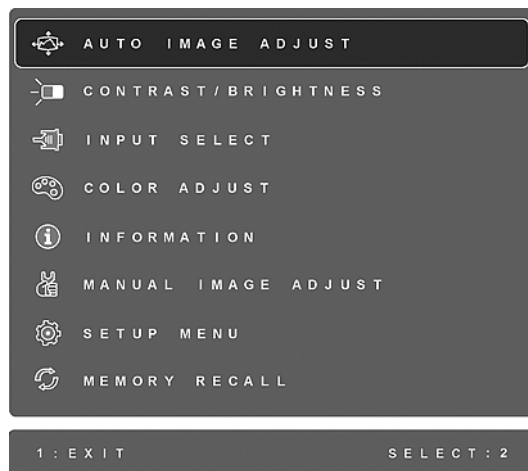 AUTO IMAGE ADJUST
CONTRAST/BRIGHTNESS
INPUT SELECT
COLOR ADJUST
INFORMATION
MANUAL IMAGE ADJUST
SETUP MENU
MEMORY RECALL
1:EXIT SELECT:2